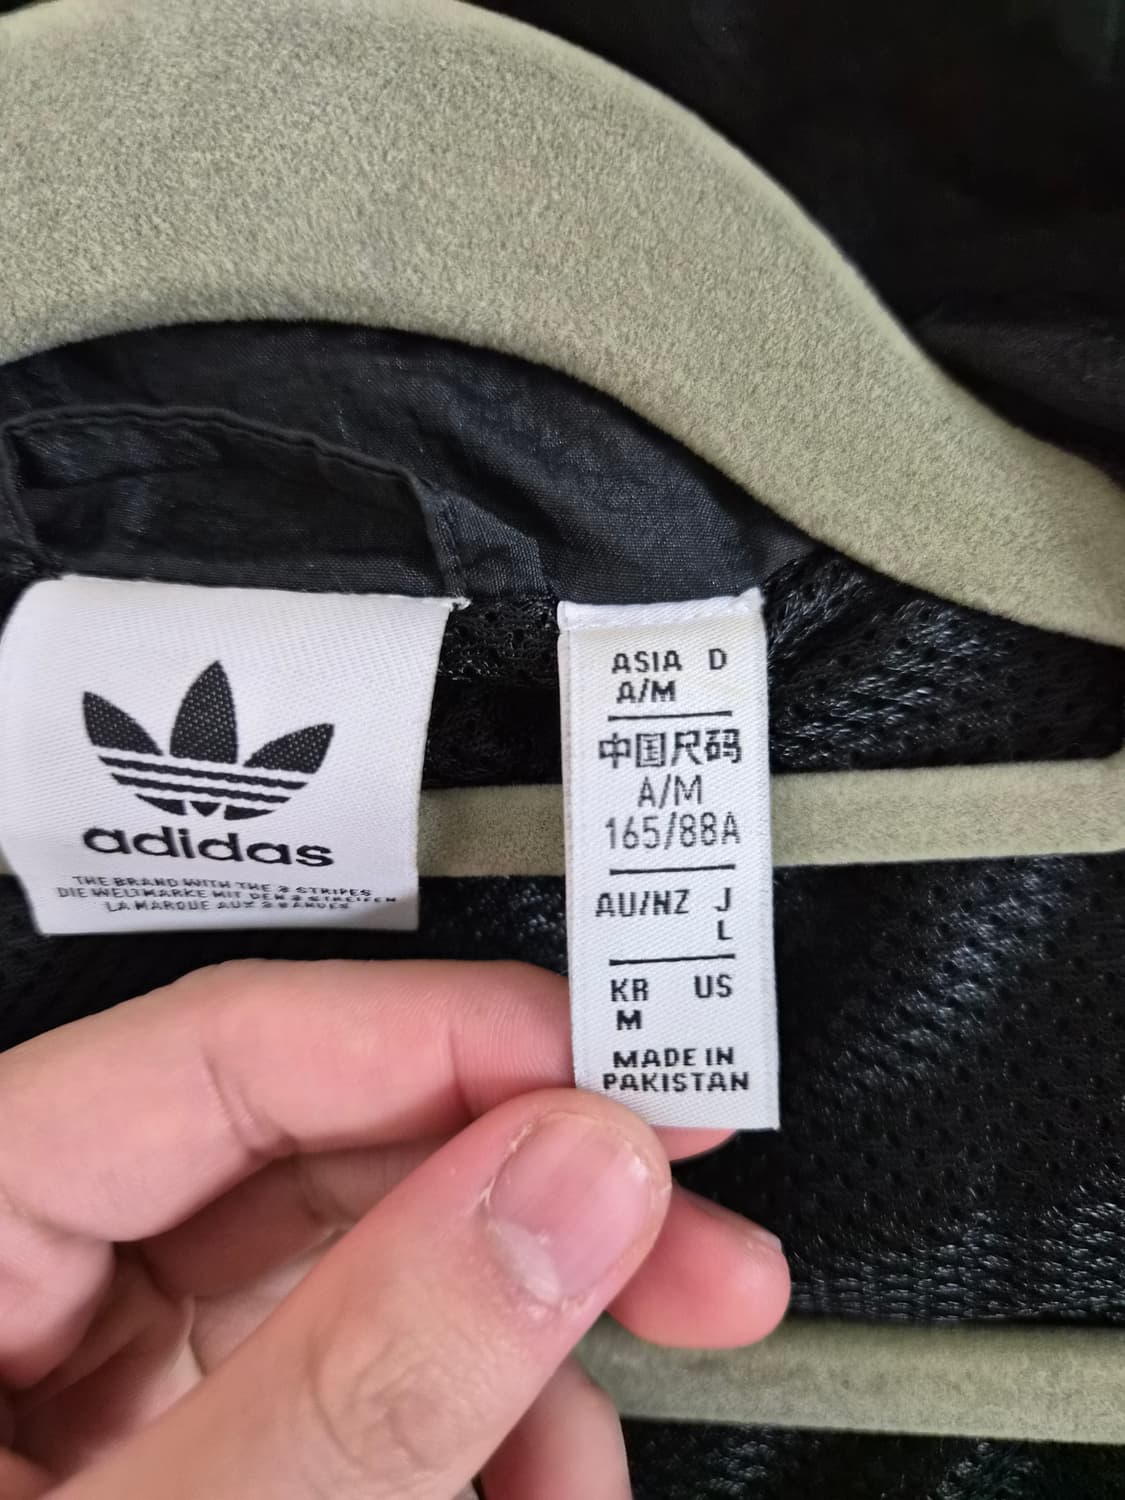 adidas
THE BRAND WITH THE 3 STRIPES
DIE WELTMARKE MIT DEN 3 STREIFEN
LA MARQUE AUX 3 BANDES
ASIA D
A/M
中国尺码
A/M
165/88A
AU/NZ J
L
KR US
M
MADE IN
PAKISTAN